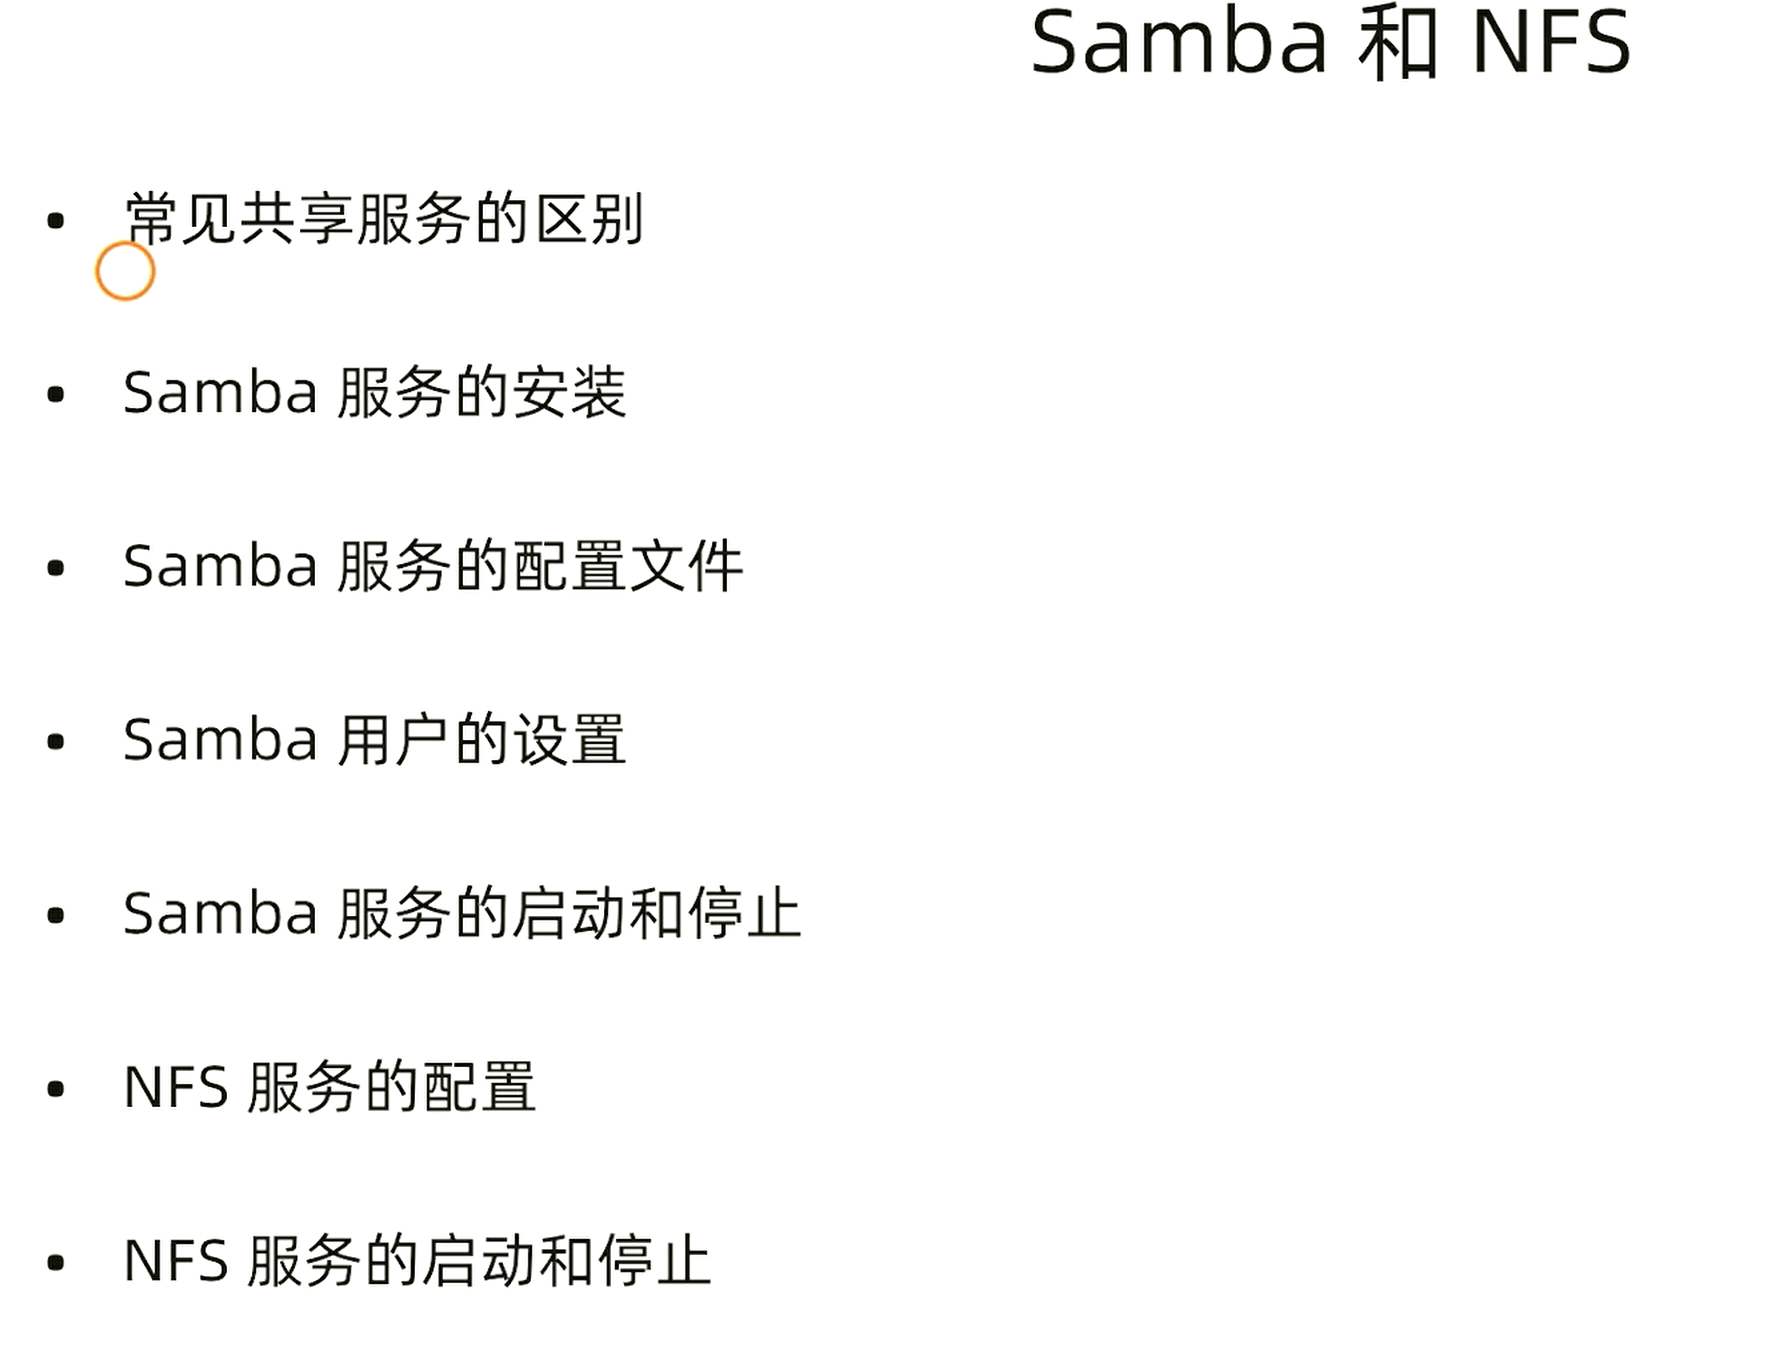 Samba 和 NFS
• 常见共享服务的区别
• Samba 服务的安装
• Samba 服务的配置文件
• Samba 用户的设置
• Samba 服务的启动和停止
• NFS 服务的配置
• NFS 服务的启动和停止